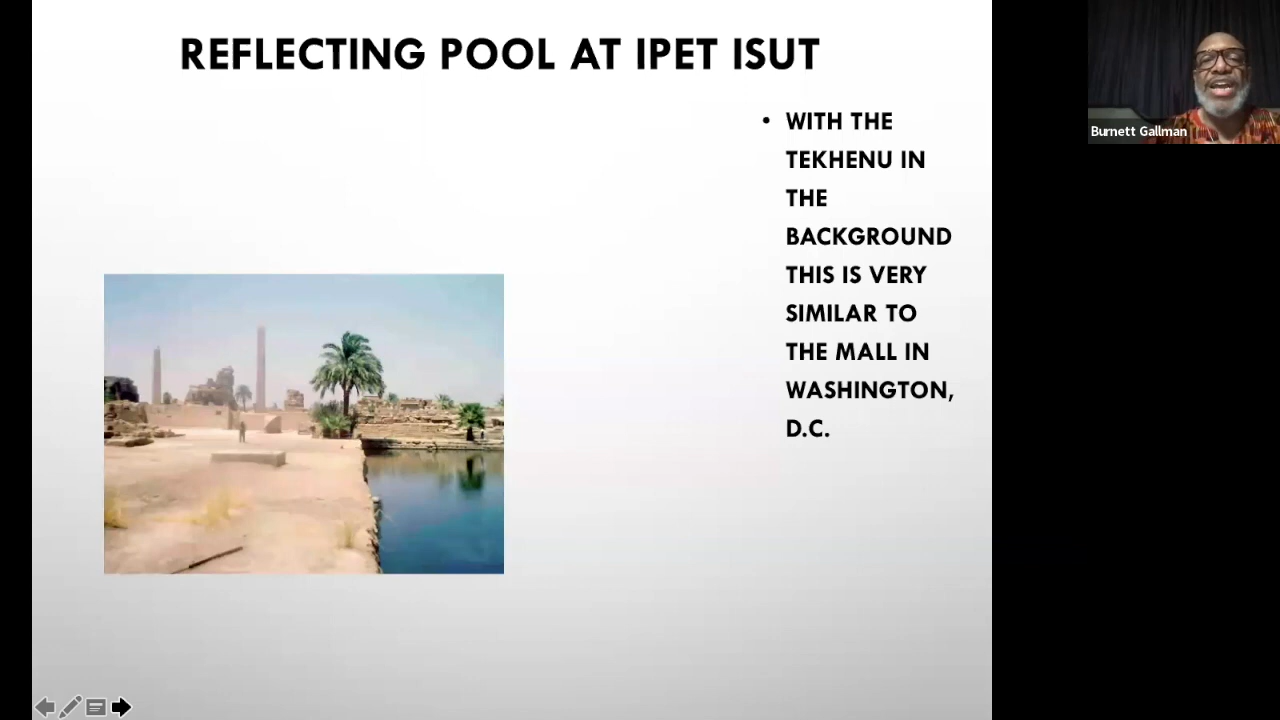 REFLECTING POOL AT IPET ISUT
Burnett Gallman
• WITH THE
TEKHENU IN
THE
BACKGROUND
THIS IS VERY
SIMILAR TO
THE MALL IN
WASHINGTON,
D.C.